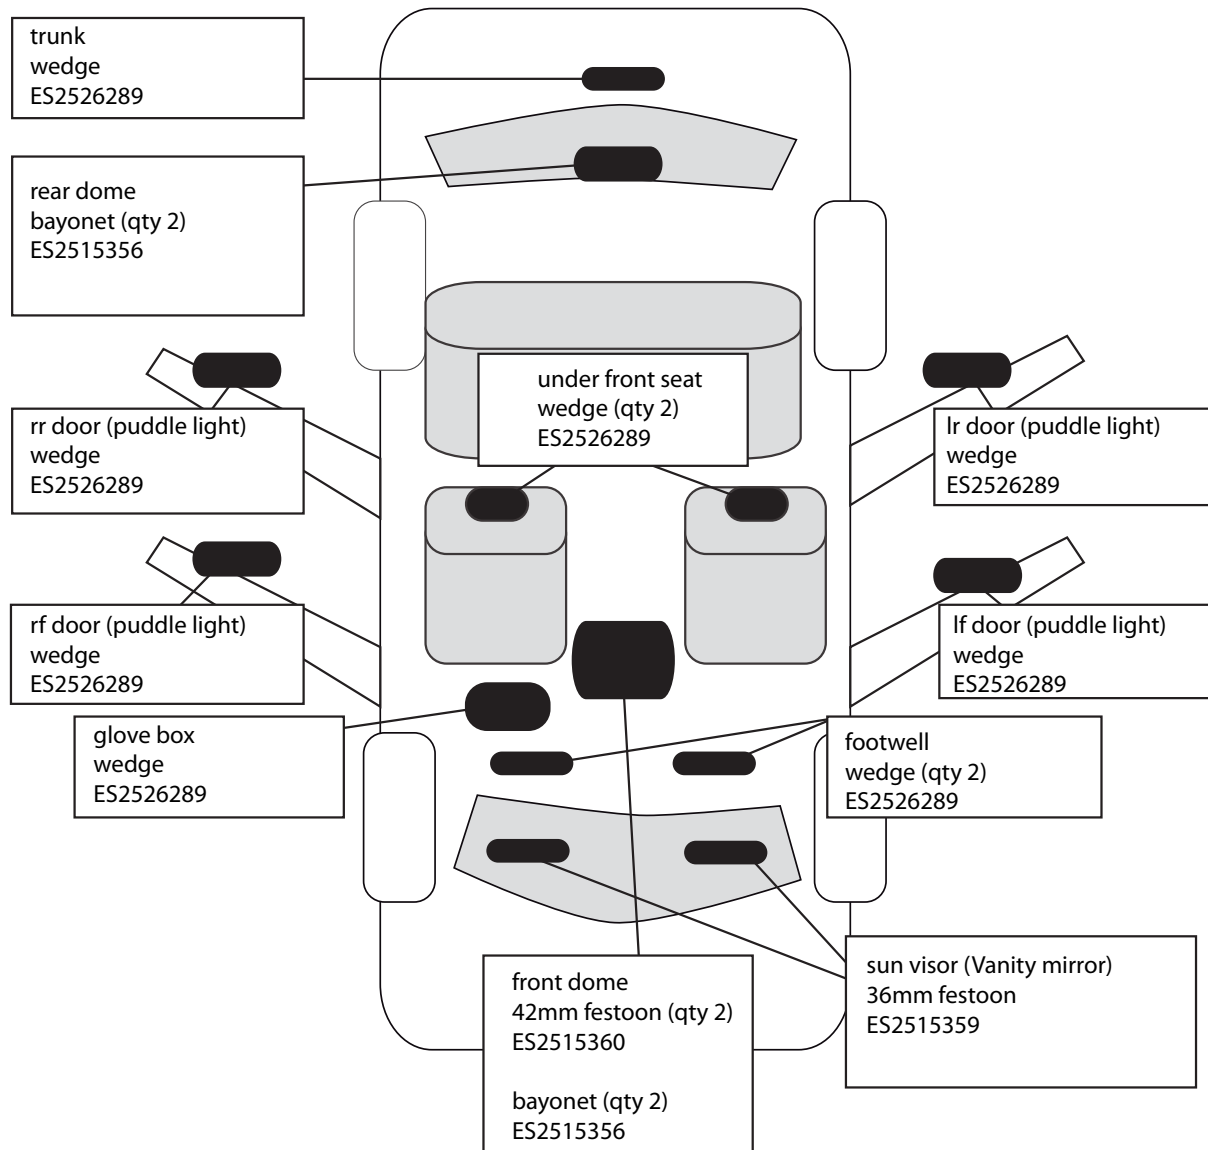 trunk
wedge
ES2526289
rear dome
bayonet (qty 2)
ES2515356
under front seat
wedge (qty 2)
ES2526289
rr door (puddle light)
wedge
ES2526289
lr door (puddle light)
wedge
ES2526289
rf door (puddle light)
wedge
ES2526289
lf door (puddle light)
wedge
ES2526289
glove box
wedge
ES2526289
footwell
wedge (qty 2)
ES2526289
front dome
42mm festoon (qty 2)
ES2515360
bayonet (qty 2)
ES2515356
sun visor (Vanity mirror)
36mm festoon
ES2515359